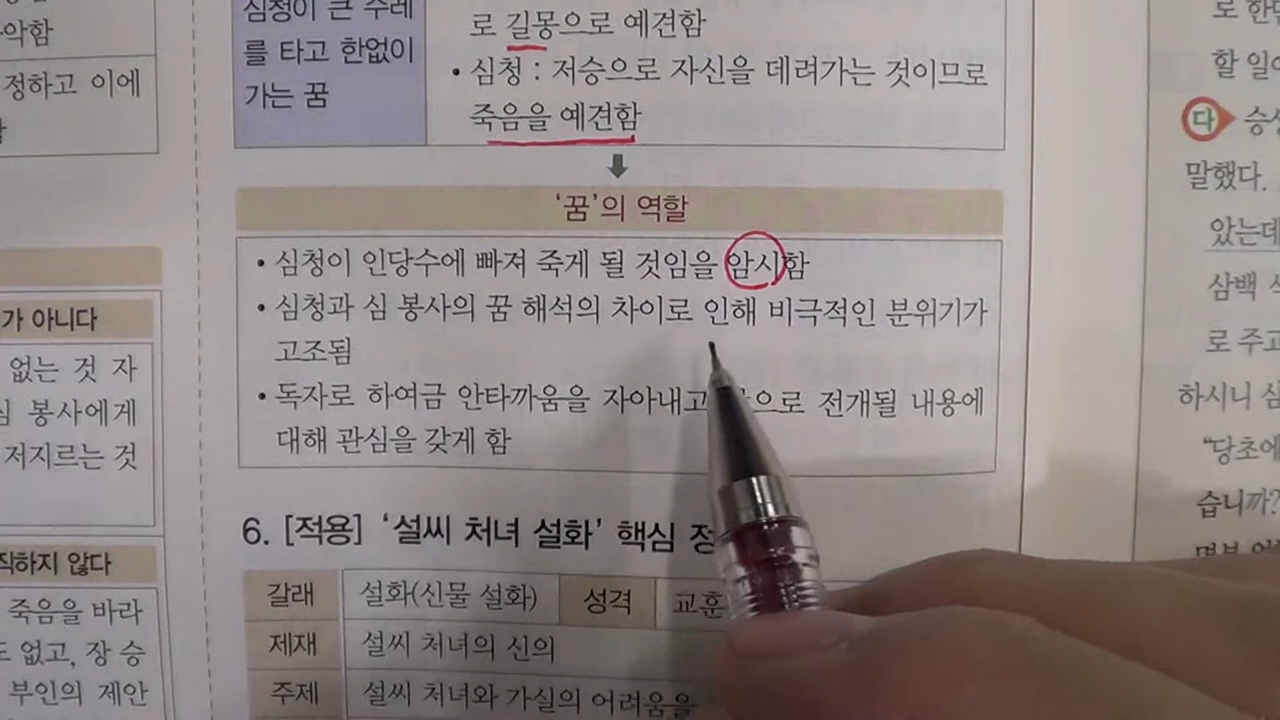 심청이 큰 수레
를 타고 한없이
가는 꿈
로 길몽으로 예견함
• 심청 : 저승으로 자신을 데려가는 것이므로
죽음을 예견함
'꿈'의 역할
• 심청이 인당수에 빠져 죽게 될 것임을 암시함
• 심청과 심 봉사의 꿈 해석의 차이로 인해 비극적인 분위기가
고조됨
• 독자로 하여금 안타까움을 자아내고 전개될 내용에
대해 관심을 갖게 함
6. [적용] '설씨 처녀 설화' 핵심
갈래 설화(신물 설화) 성격 교훈
제재 설씨 처녀의 신의
주제 설씨 처녀와 가실의 어려움을
악함
정하고 이에
가 아니다
없는 것 자
봉사에게
저지르는 것
하지 않다
죽음을 바라
없고, 장 승
부인의 제안
할 일
다
말했다.
았는데
삼백
로 주고
하시니
"당초에
습니까?